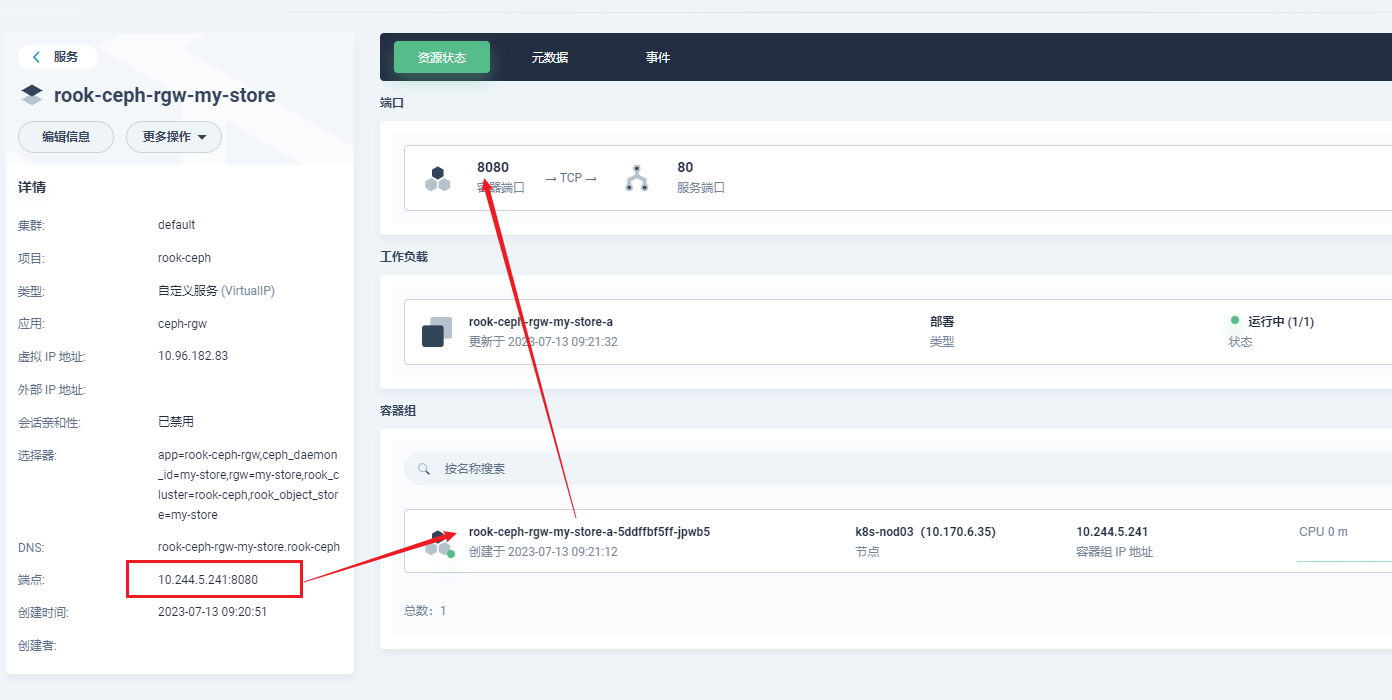 服务
rook-ceph-rgw-my-store
编辑信息
更多操作
详情
集群:
default
项目:
rook-ceph
类型:
自定义服务 (VirtualIP)
应用:
ceph-rgw
虚拟 IP 地址:
10.96.182.83
外部 IP 地址:
会话亲和性:
已禁用
选择器:
app=rook-ceph-rgw,ceph_daemon
_id=my-store,rgw=my-store,rook_c
luster=rook-ceph,rook_object_stor
e=my-store
DNS:
rook-ceph-rgw-my-store.rook-ceph
端点:
10.244.5.241:8080
创建时间:
2023-07-13 09:20:51
创建者:
资源状态
元数据
事件
端口
8080
容器端口
→ TCP →
80
服务端口
工作负载
rook-ceph-rgw-my-store-a
更新于 2023-07-13 09:21:32
部署
类型
运行中 (1/1)
状态
容器组
按名称搜索
rook-ceph-rgw-my-store-a-5ddffbf5ff-jpwb5
创建于 2023-07-13 09:21:12
k8s-nod03 (10.170.6.35)
节点
10.244.5.241
容器组 IP 地址
CPU 0 m
总数: 1